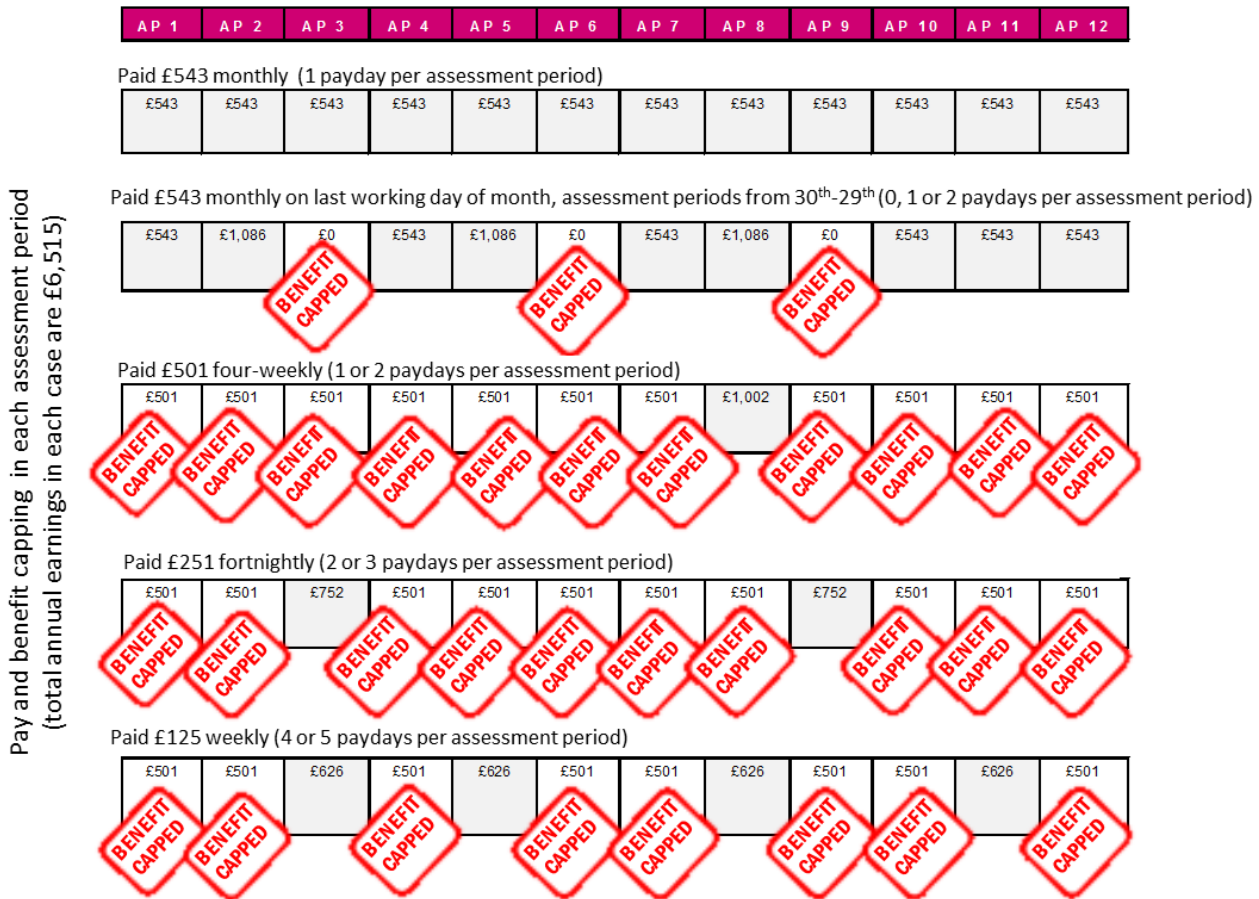 AP 1 AP 2 AP 3 AP 4 AP 5 AP 6 AP 7 AP 8 AP 9 AP 10 AP 11 AP 12
Paid £543 monthly (1 payday per assessment period)
£543 £543 £543 £543 £543 £543 £543 £543 £543 £543 £543 £543
Paid £543 monthly on last working day of month, assessment periods from 30th-29th (0, 1 or 2 paydays per assessment period)
£543 £1,086 £0 £543 £1,086 £0 £543 £1,086 £0 £543 £543 £543
BENEFIT CAPPED BENEFIT CAPPED BENEFIT CAPPED
Paid £501 four-weekly (1 or 2 paydays per assessment period)
£501 £501 £501 £501 £501 £501 £501 £1,002 £501 £501 £501 £501
BENEFIT CAPPED BENEFIT CAPPED BENEFIT CAPPED BENEFIT CAPPED BENEFIT CAPPED BENEFIT CAPPED BENEFIT CAPPED BENEFIT CAPPED BENEFIT CAPPED BENEFIT CAPPED BENEFIT CAPPED
Paid £251 fortnightly (2 or 3 paydays per assessment period)
£501 £501 £752 £501 £501 £501 £501 £501 £752 £501 £501 £501
BENEFIT CAPPED BENEFIT CAPPED BENEFIT CAPPED BENEFIT CAPPED BENEFIT CAPPED BENEFIT CAPPED BENEFIT CAPPED BENEFIT CAPPED BENEFIT CAPPED BENEFIT CAPPED
Paid £125 weekly (4 or 5 paydays per assessment period)
£501 £501 £626 £501 £626 £501 £501 £626 £501 £501 £626 £501
BENEFIT CAPPED BENEFIT CAPPED BENEFIT CAPPED BENEFIT CAPPED BENEFIT CAPPED BENEFIT CAPPED BENEFIT CAPPED BENEFIT CAPPED
Pay and benefit capping in each assessment period
(total annual earnings in each case are £6,515)